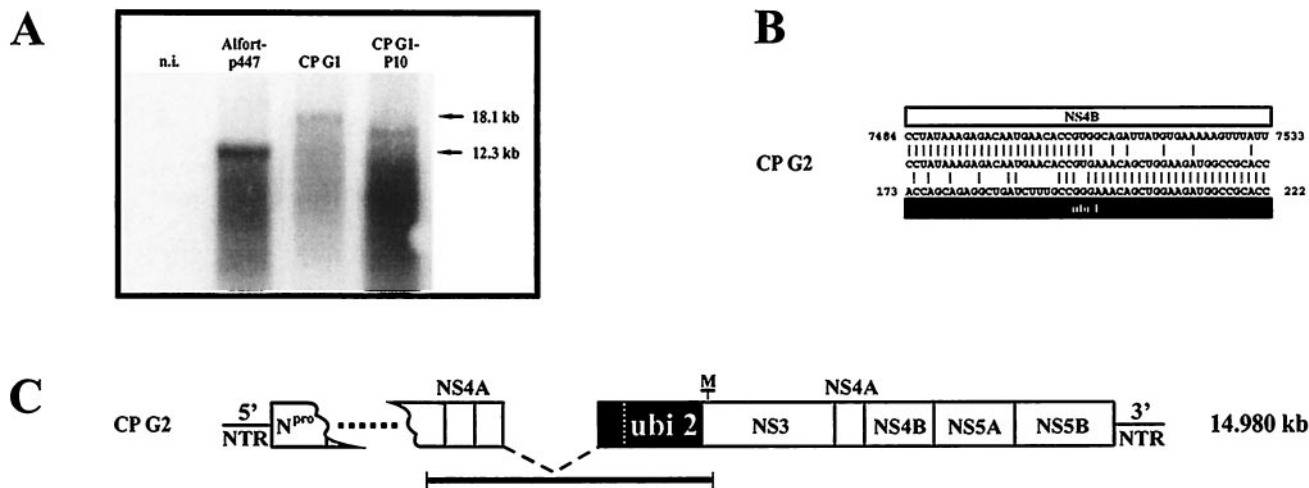 A
n.i.
Alfort-
p447
CP G1
CP G1-
P10
18.1 kb
12.3 kb
B
CP G2
NS4B
7484 CCUAUAAAGAGACAAUGAACACCGUGGCAGAUUAUGUGAAAAAGUUUAUU 7533
CCUAUAAAGAGACAAUGAACACCGUGAAACAGCUGGAAGAUGGCCGCACC
173 ACCAGCAGAGGCUGAUCUUUGCCGGGAAACAGCUGGAAGAUGGCCGCACC 222
ubi 1
C
CP G2
5'
NTR
Npro
NS4A
ubi 2
M
NS3
NS4A
NS4B
NS5A
NS5B
3'
NTR
14.980 kb